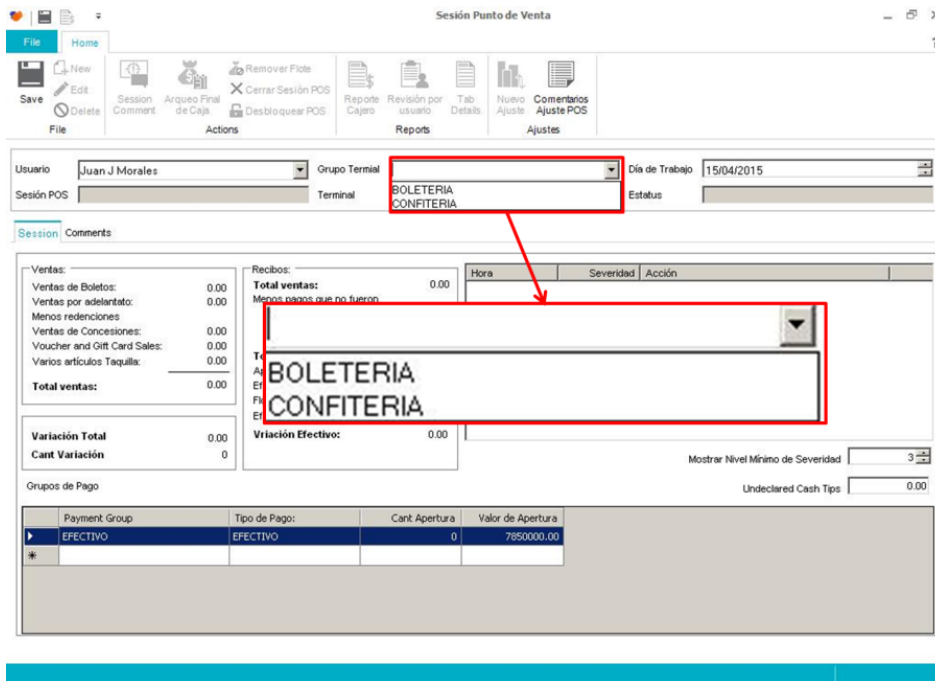 Sesión Punto de Venta
File Home
Save
New
Edit
Delete
File
Session Comment
Arqueo Final de Caja
Remover Flote
Cerrar Sesión POS
Desbloquear POS
Actions
Reporte Cajero
Revisión por usuario
Tab Details
Reports
Nuevo Ajuste
Comentarios Ajuste POS
Ajustes
Usuario Juan J Morales Grupo Termial Día de Trabajo 15/04/2015
Sesión POS Terminal Estatus
BOLETERIA
CONFITERIA
Session Comments
Ventas:
Ventas de Boletos: 0.00
Ventas por adelantato: 0.00
Menos redenciones
Ventas de Concesiones: 0.00
Voucher and Gift Card Sales: 0.00
Varios artículos Taquilla: 0.00
Total ventas: 0.00
Variación Total 0.00
Cant Variación 0
Recibos:
Total ventas: 0.00
Menos pagos que no fueron
Vriación Efectivo: 0.00
Hora Severidad Acción
BOLETERIA
CONFITERIA
Mostrar Nivel Mínimo de Severidad 3
Undeclared Cash Tips 0.00
Grupos de Pago
Payment Group Tipo de Pago: Cant Apertura Valor de Apertura
EFECTIVO EFECTIVO 0 7850000.00